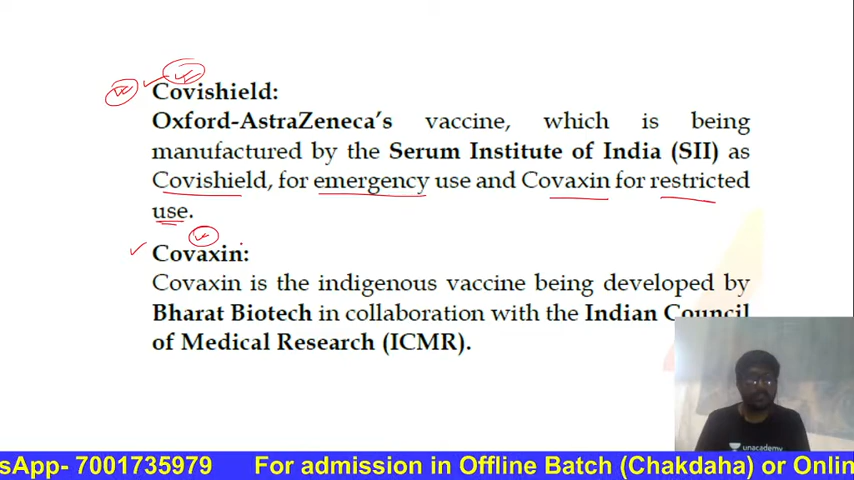 Covishield:
Oxford-AstraZeneca's vaccine, which is being
manufactured by the Serum Institute of India (SII) as
Covishield, for emergency use and Covaxin for restricted
use.
Covaxin:
Covaxin is the indigenous vaccine being developed by
Bharat Biotech in collaboration with the Indian Council
of Medical Research (ICMR).
unacademy
sApp- 7001735979 For admission in Offline Batch (Chakdaha) or Onlin